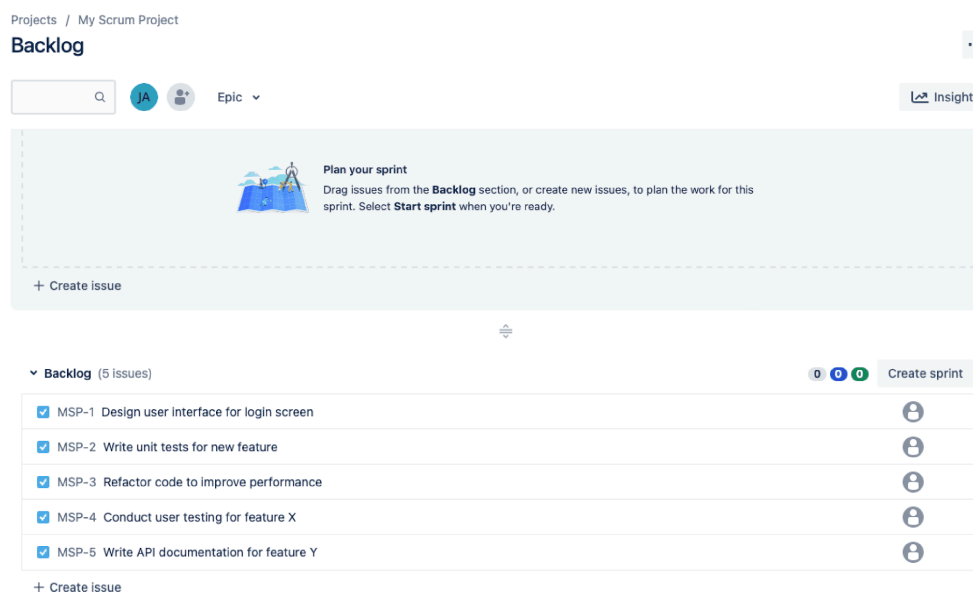 Projects / My Scrum Project
Backlog
JA
Epic
Insight
Plan your sprint
Drag issues from the Backlog section, or create new issues, to plan the work for this
sprint. Select Start sprint when you're ready.
+ Create issue
Backlog (5 issues) 0 0 0 Create sprint
MSP-1 Design user interface for login screen
MSP-2 Write unit tests for new feature
MSP-3 Refactor code to improve performance
MSP-4 Conduct user testing for feature X
MSP-5 Write API documentation for feature Y
+ Create issue